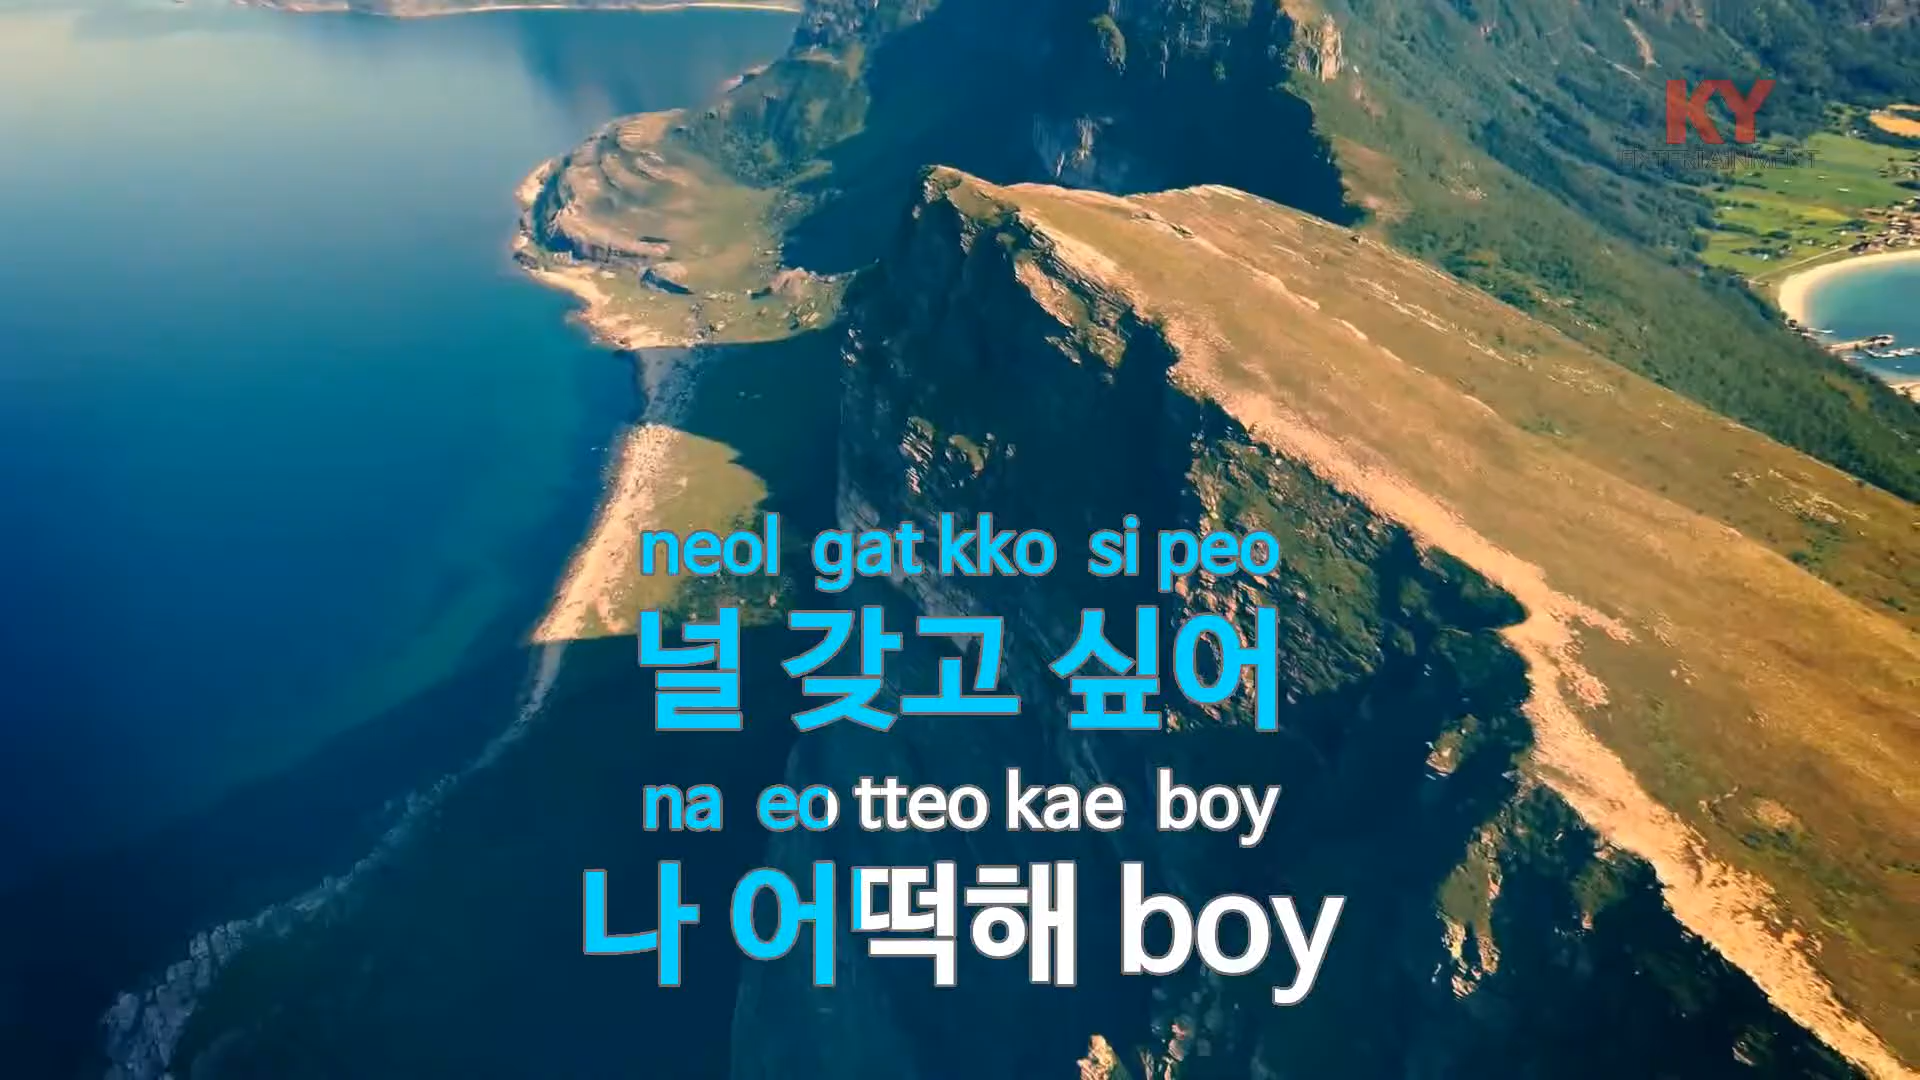 KY
ENTERTAINMENT
neol gat kko si peo
널 갖고 싶어
na eo tteo kae boy
나 어떡해 boy